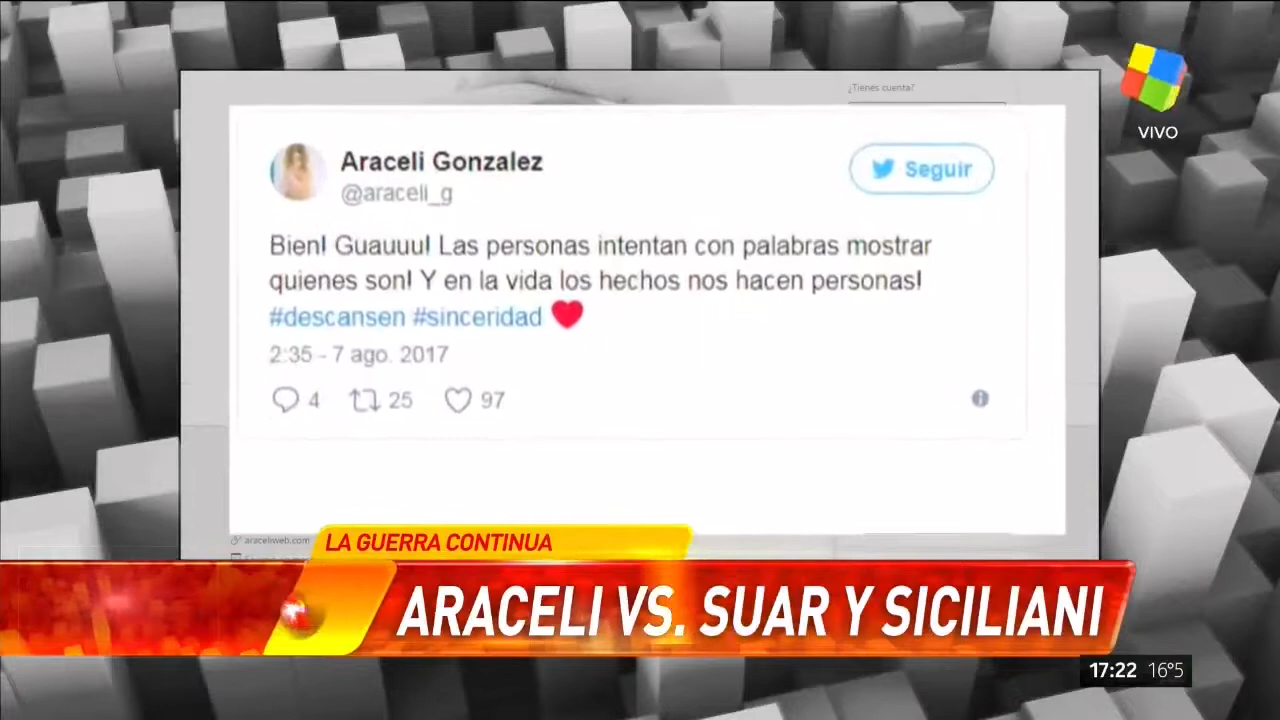 ¿Tienes cuenta?
VIVO
Araceli Gonzalez
@araceli_g
Seguir
Bien! Guauuu! Las personas intentan con palabras mostrar
quienes son! Y en la vida los hechos nos hacen personas!
#descansen #sinceridad ❤
2:35 - 7 ago. 2017
4 25 97
araceliweb.com
LA GUERRA CONTINUA
ARACELI VS. SUAR Y SICILIANI
17:22 16°5